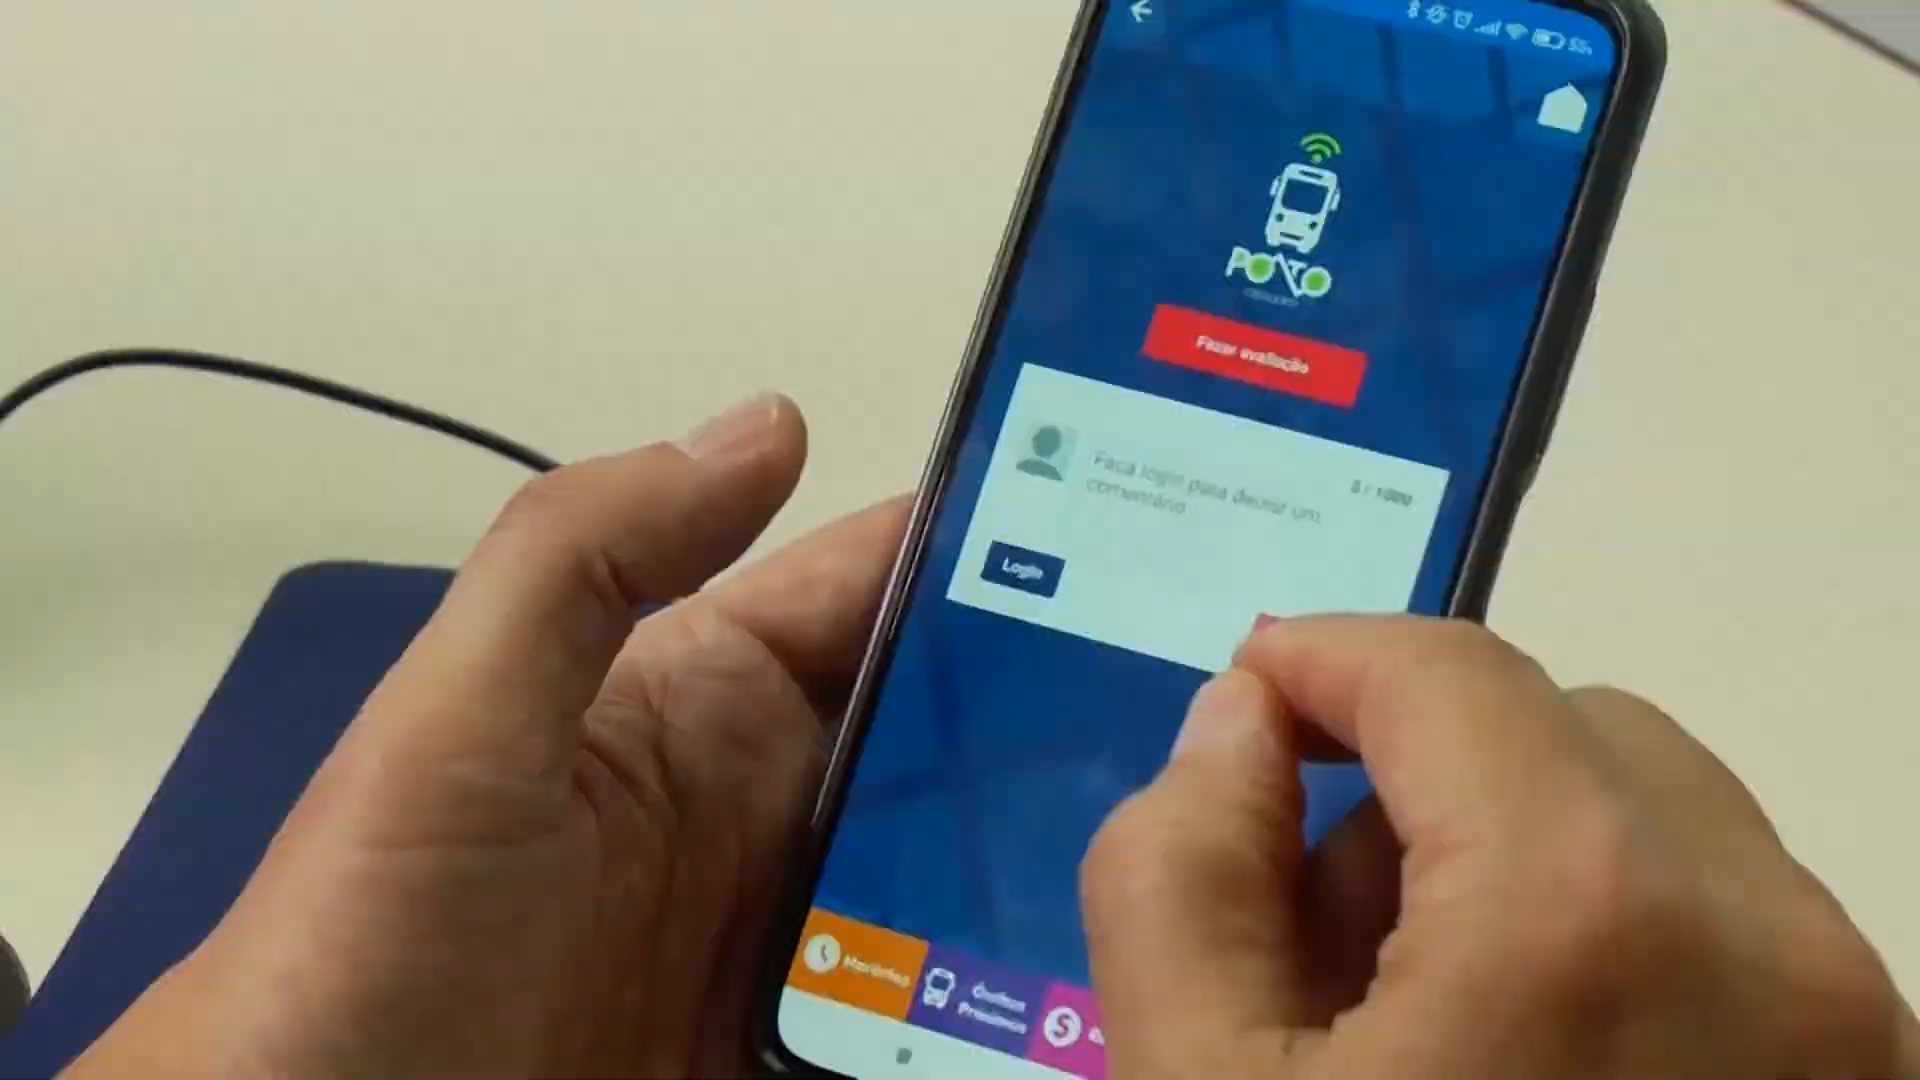 PONTO
Fazer avaliação
Faça login para deixar um
comentário
0 / 1000
Login
Horários
Ônibus
Próximos